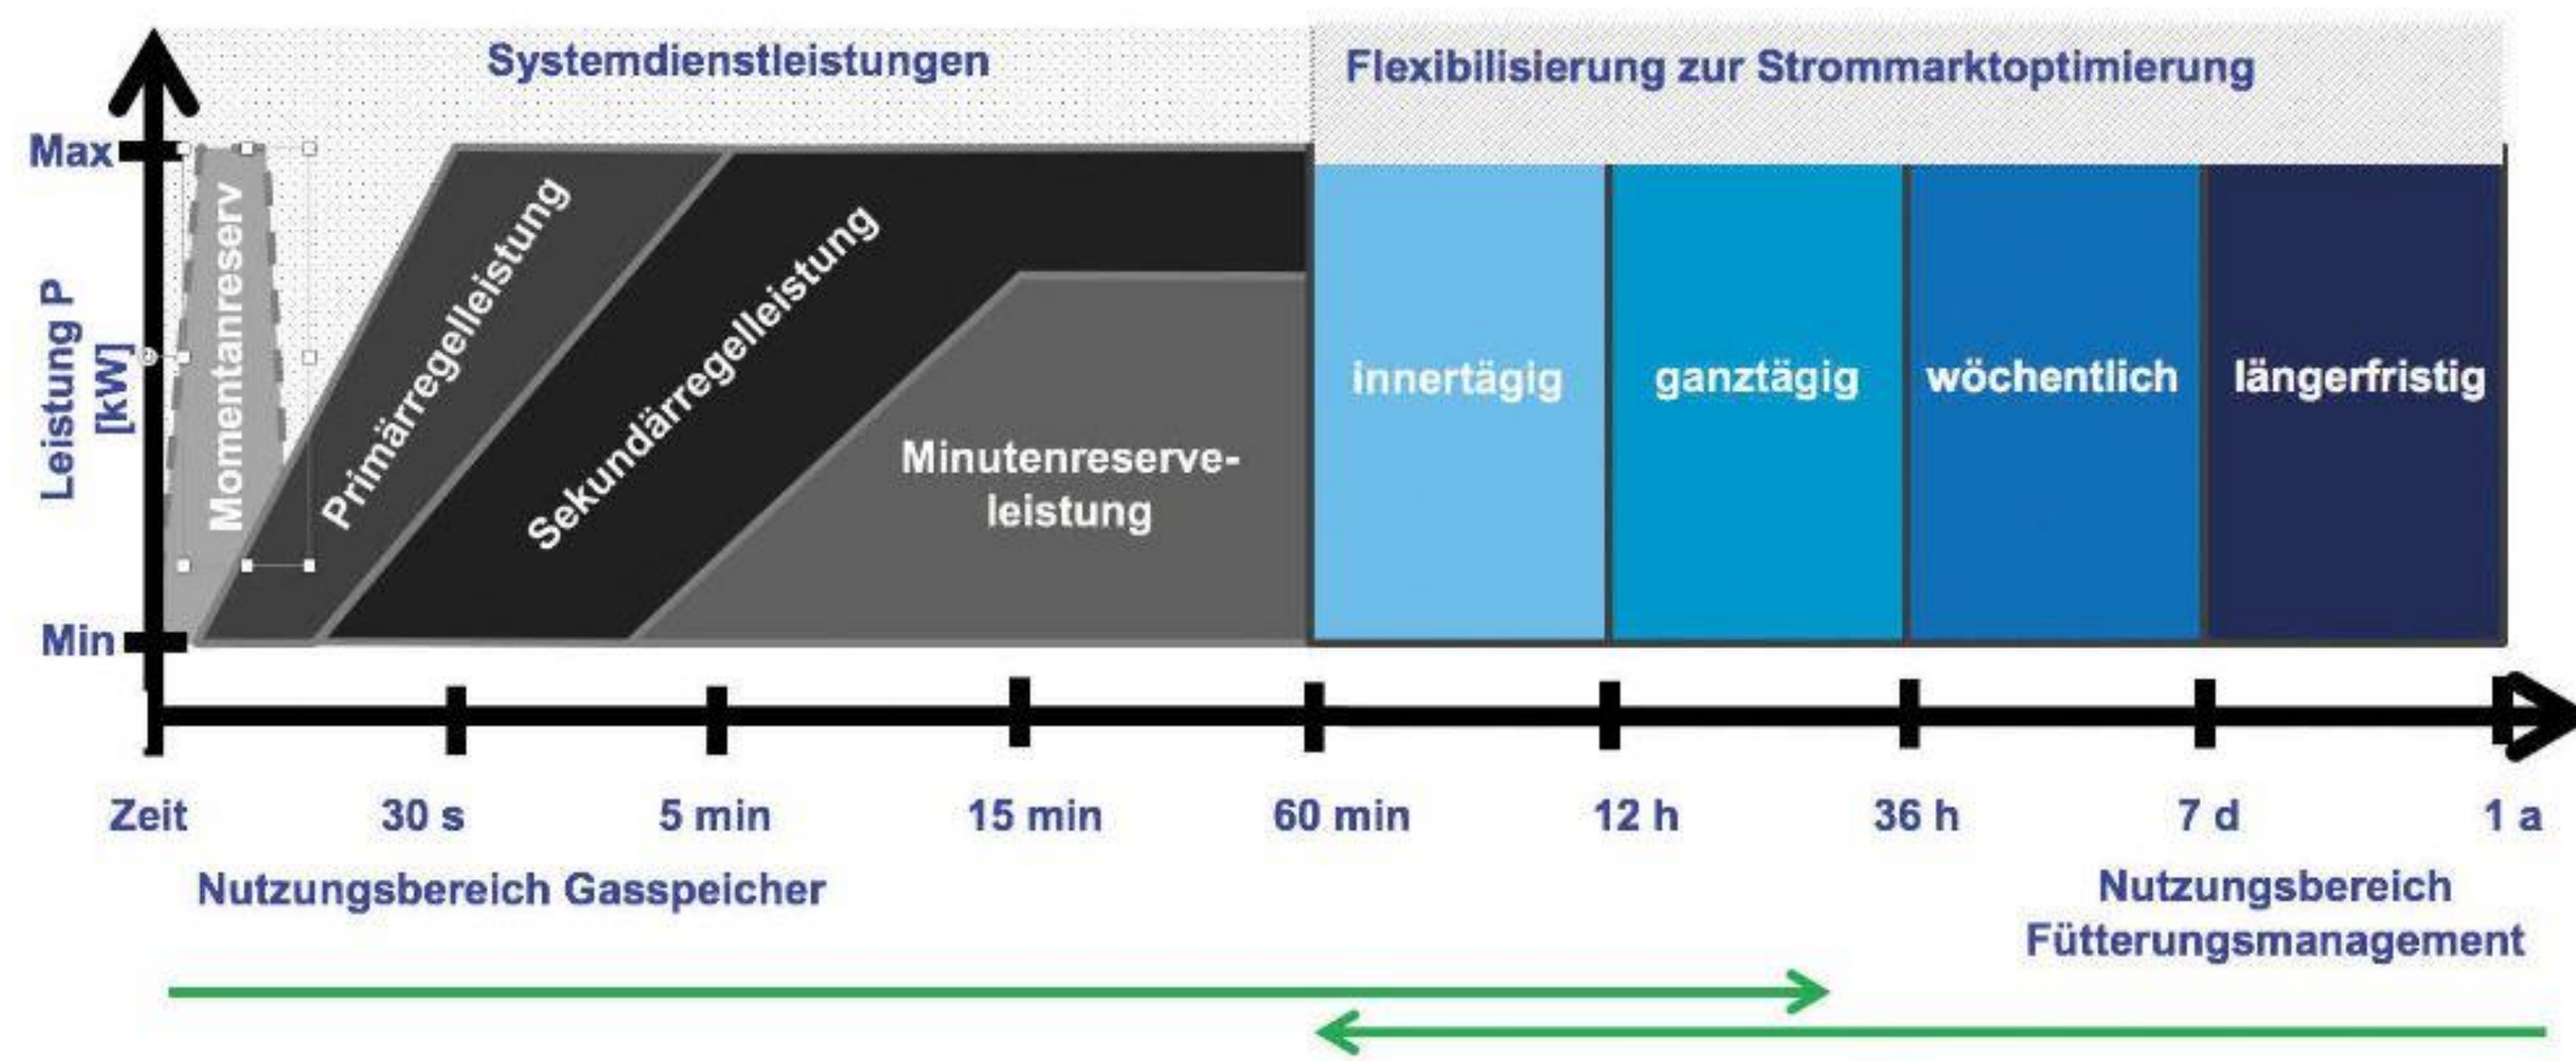 Systemdienstleistungen
Flexibilisierung zur Strommarktoptimierung
Max
Leistung P
[kW]
Min
Momentanreserv
Primärregelleistung
Sekundärregelleistung
Minutenreserve-
leistung
innertägig
ganztägig
wöchentlich
längerfristig
Zeit
30 s
5 min
15 min
60 min
12 h
36 h
7 d
1 a
Nutzungsbereich Gasspeicher
Nutzungsbereich
Fütterungsmanagement